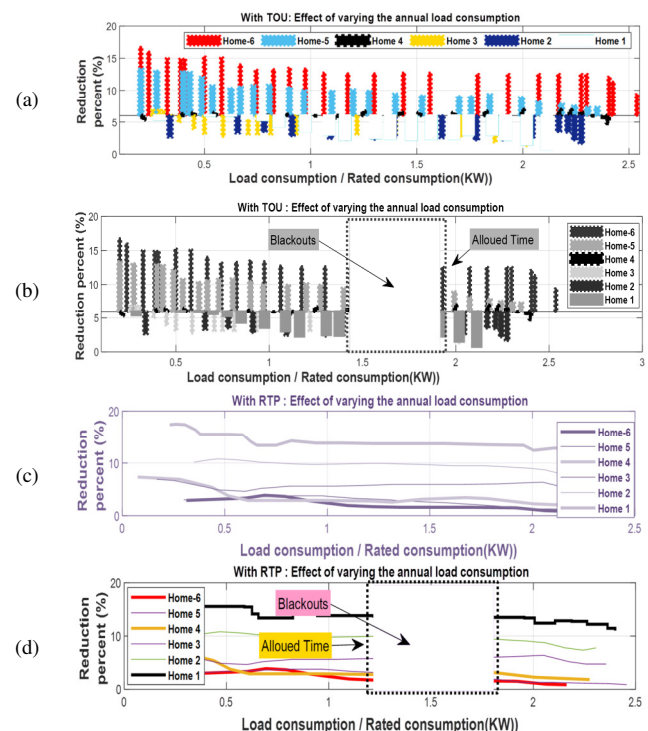 With TOU: Effect of varying the annual load consumption
Home-6 Home-5 Home 4 Home 3 Home 2 Home 1
(a)
Reduction percent (%)
20
15
10
5
0
0.5 1 1.5 2 2.5
Load consumption / Rated consumption(KW))
With TOU : Effect of varying the annual load consumption
Blackouts
Alloued Time
Home-6
Home-5
Home 4
Home 3
Home 2
Home 1
(b)
Reduction percent (%)
20
15
10
5
0
0.5 1 1.5 2 2.5 3
Load consumption / Rated consumption(KW))
With RTP : Effect of varying the annual load consumption
Home-6
Home 5
Home 4
Home 3
Home 2
Home 1
(c)
Reduction percent (%)
20
10
0
0 0.5 1 1.5 2
Load consumption / Rated consumption(KW))
With RTP : Effect of varying the annual load consumption
Home-6
Home 5
Home 4
Home 3
Home 2
Home 1
Blackouts
Alloued Time
(d)
Reduction percent (%)
20
10
0
0 0.5 1 1.5 2 2.5
Load consumption / Rated consumption(KW))